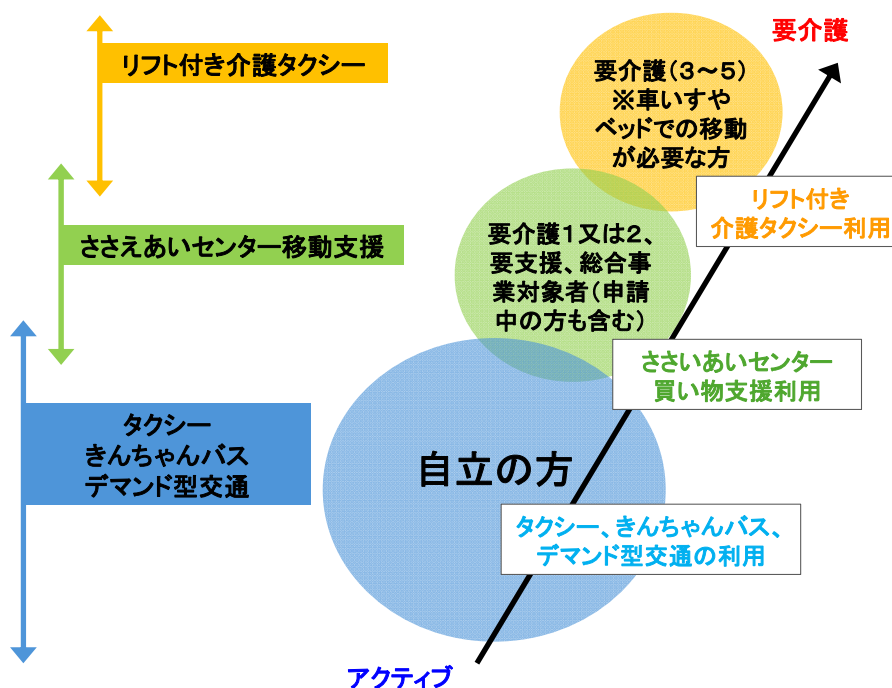 要介護
リフト付き介護タクシー
要介護（３～５）
※車いすや
ベッドでの移動
が必要な方
リフト付き
介護タクシー利用
ささえあいセンター移動支援
要介護１又は２、
要支援、総合事
業対象者（申請
中の方も含む）
ささいあいセンター
買い物支援利用
タクシー
きんちゃんバス
デマンド型交通
自立の方
タクシー、きんちゃんバス、
デマンド型交通の利用
アクティブ